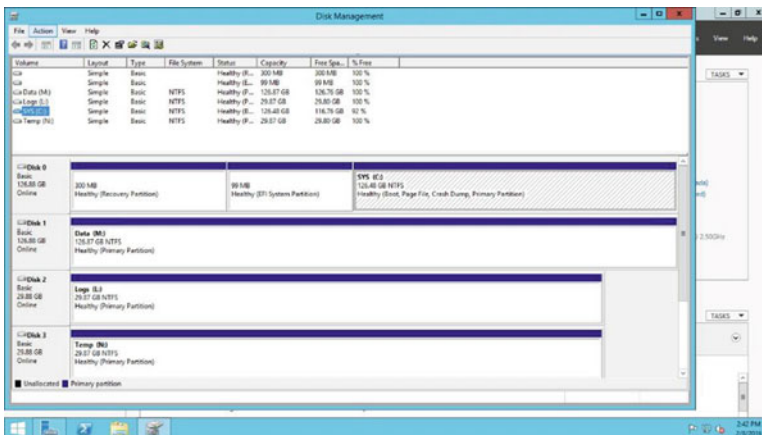 Disk Management
File Action View Help
Volume Layout Type File System Status Capacity Free Spa... % Free
Simple Basic Healthy (R... 300 MB 300 MB 100 %
Simple Basic Healthy (E... 99 MB 99 MB 100 %
Data (M:) Simple Basic NTFS Healthy (P... 126.87 GB 126.76 GB 100 %
Logs (L:) Simple Basic NTFS Healthy (P... 29.87 GB 29.80 GB 100 %
SYS (C:) Simple Basic NTFS Healthy (B... 126.48 GB 116.76 GB 92 %
Temp (N:) Simple Basic NTFS Healthy (P... 29.87 GB 29.80 GB 100 %
Disk 0
Basic
126.88 GB
Online
300 MB
Healthy (Recovery Partition)
99 MB
Healthy (EFI System Partition)
SYS (C:)
126.48 GB NTFS
Healthy (Boot, Page File, Crash Dump, Primary Partition)
Disk 1
Basic
126.88 GB
Online
Data (M:)
126.87 GB NTFS
Healthy (Primary Partition)
Disk 2
Basic
29.88 GB
Online
Logs (L:)
29.87 GB NTFS
Healthy (Primary Partition)
Disk 3
Basic
29.88 GB
Online
Temp (N:)
29.87 GB NTFS
Healthy (Primary Partition)
Unallocated Primary partition
View Help
TASKS
2.50GHz
TASKS
2:42 PM